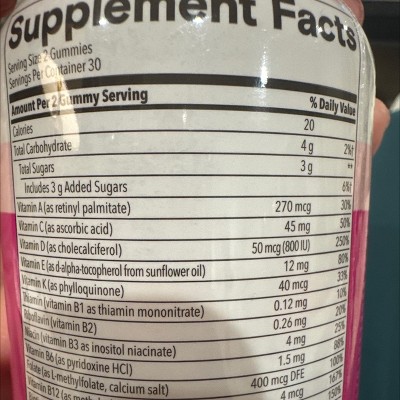 Supplement Facts
Serving Size 2 Gummies
Servings Per Container 30
Amount Per 2 Gummy Serving % Daily Value
Calories 20
Total Carbohydrate 4 g 2%†
Total Sugars 3 g **
Includes 3 g Added Sugars 6%†
Vitamin A (as retinyl palmitate) 270 mcg 30%
Vitamin C (as ascorbic acid) 45 mg 50%
Vitamin D (as cholecalciferol) 50 mcg (800 IU) 250%
Vitamin E (as d-alpha-tocopherol from sunflower oil) 12 mg 80%
Vitamin K (as phylloquinone) 40 mcg 33%
Thiamin (vitamin B1 as thiamin mononitrate) 0.12 mg 10%
Riboflavin (vitamin B2) 0.26 mg 20%
Niacin (vitamin B3 as inositol niacinate) 4 mg 25%
Vitamin B6 (as pyridoxine HCl) 1.5 mg 88%
Folate (as L-methylfolate, calcium salt) 400 mcg DFE 100%
Vitamin B12 (as 4 mcg 167%
150%